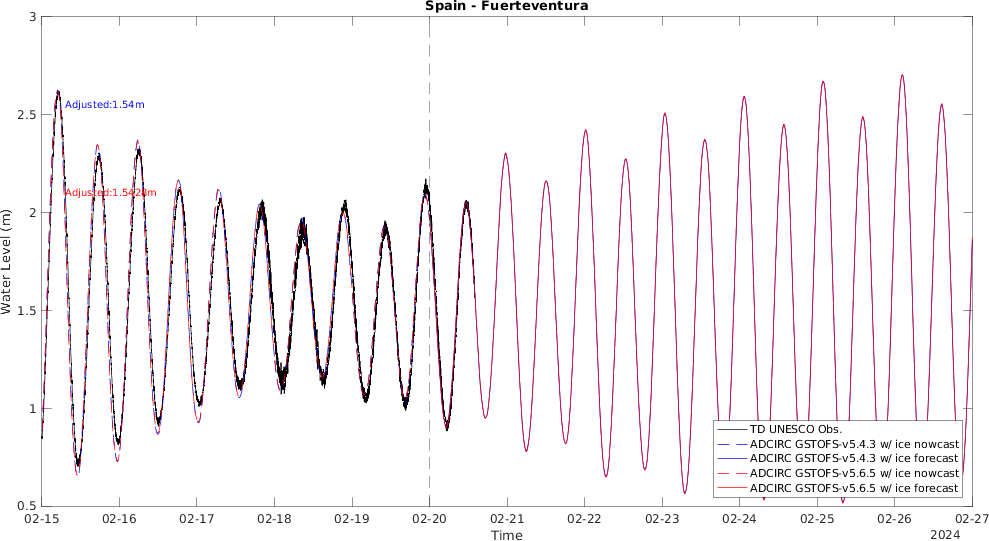 Spain - Fuerteventura
3
2.5
2
1.5
1
0.5
Water Level (m)
Adjusted:1.54m
Adjusted:1.5428m
TD UNESCO Obs.
ADCIRC GSTOFS-v5.4.3 w/ ice nowcast
ADCIRC GSTOFS-v5.4.3 w/ ice forecast
ADCIRC GSTOFS-v5.6.5 w/ ice nowcast
ADCIRC GSTOFS-v5.6.5 w/ ice forecast
02-15 02-16 02-17 02-18 02-19 02-20 02-21 02-22 02-23 02-24 02-25 02-26 02-27
Time
2024